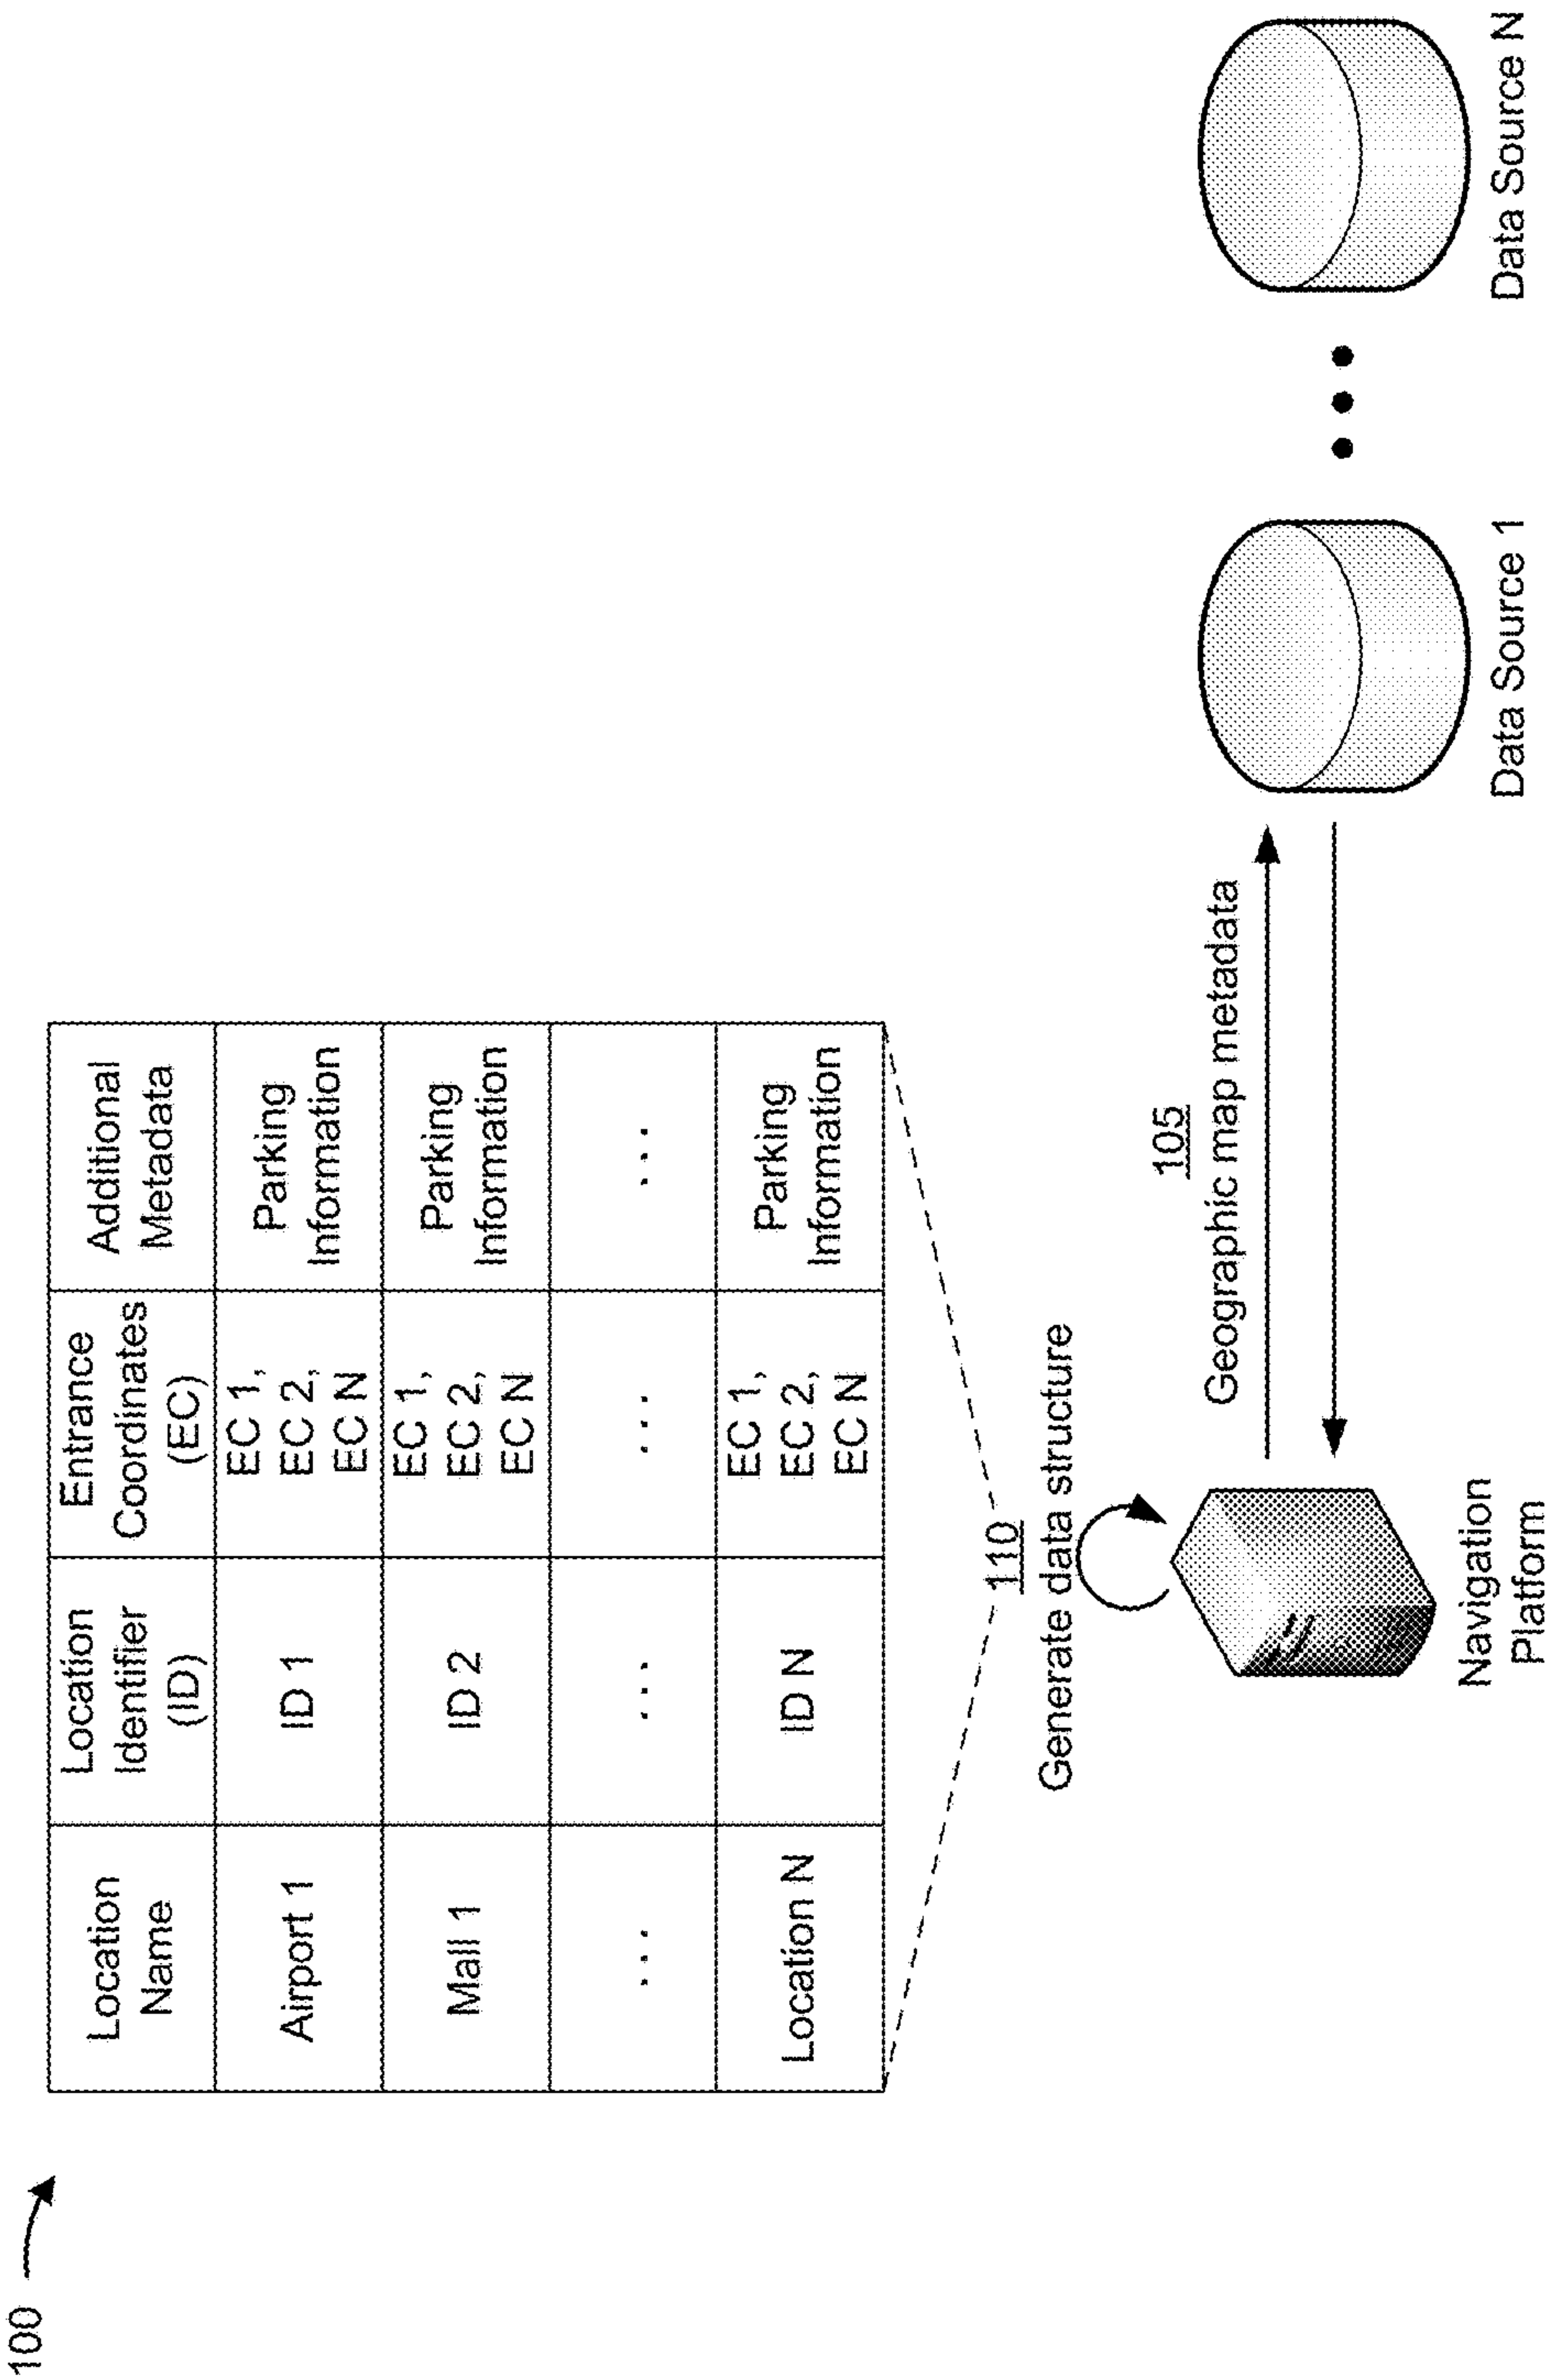 100
Location
Name
Location
Identifier
(ID)
Entrance
Coordinates
(EC)
Additional
Metadata
Airport 1
ID 1
EC 1,
EC 2,
EC N
Parking
Information
Mall 1
ID 2
EC 1,
EC 2,
EC N
Parking
Information
...
...
...
...
Location N
ID N
EC 1,
EC 2,
EC N
Parking
Information
110
Generate data structure
105
Geographic map metadata
Navigation
Platform
Data Source 1
Data Source N